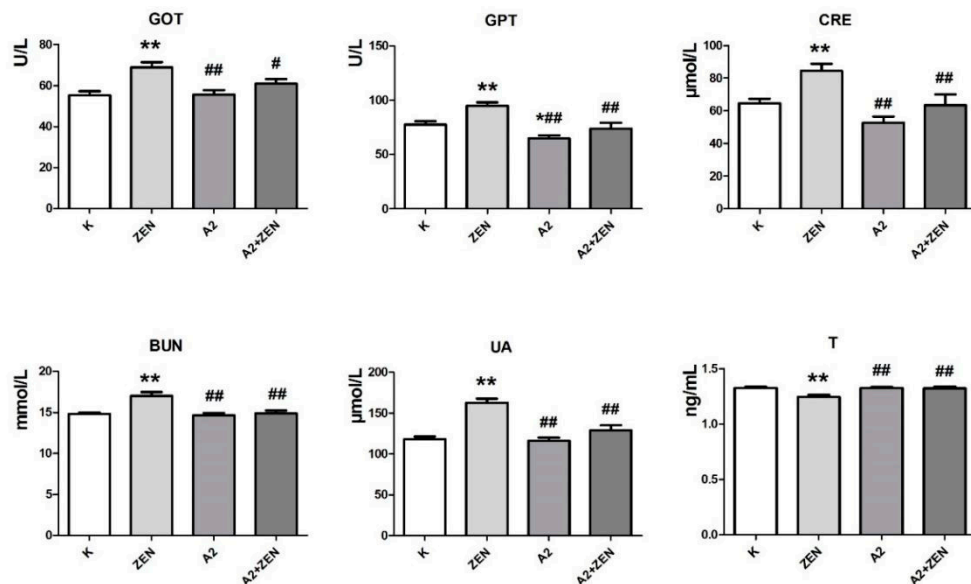 GOT
U/L
80
60
40
20
0
**
##
#
K
ZEN
A2
A2+ZEN
GPT
U/L
150
100
50
0
**
*##
##
K
ZEN
A2
A2+ZEN
CRE
μmol/L
100
80
60
40
20
0
**
##
##
K
ZEN
A2
A2+ZEN
BUN
mmol/L
20
15
10
5
0
**
##
##
K
ZEN
A2
A2+ZEN
UA
μmol/L
200
150
100
50
0
**
##
##
K
ZEN
A2
A2+ZEN
T
ng/mL
1.5
1.0
0.5
0.0
**
##
##
K
ZEN
A2
A2+ZEN